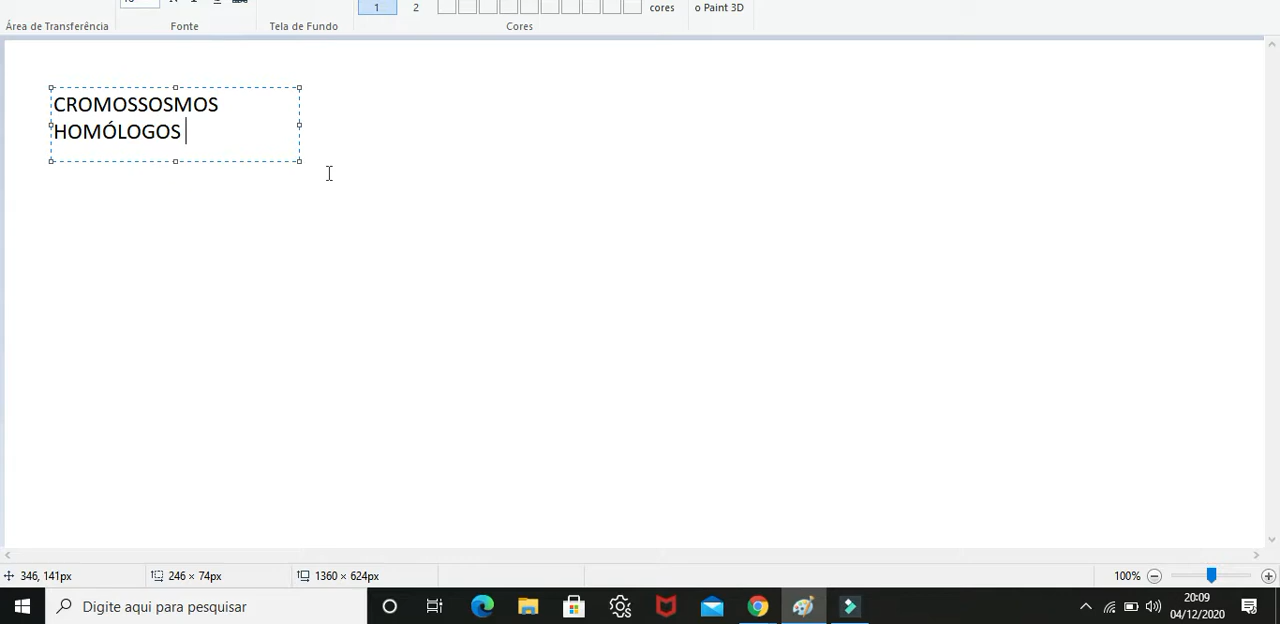 1
2
cores
o Paint 3D
Área de Transferência
Fonte
Tela de Fundo
Cores
CROMOSSOSMOS
HOMÓLOGOS
346, 141px
246 × 74px
1360 × 624px
100%
Digite aqui para pesquisar
20:09
04/12/2020